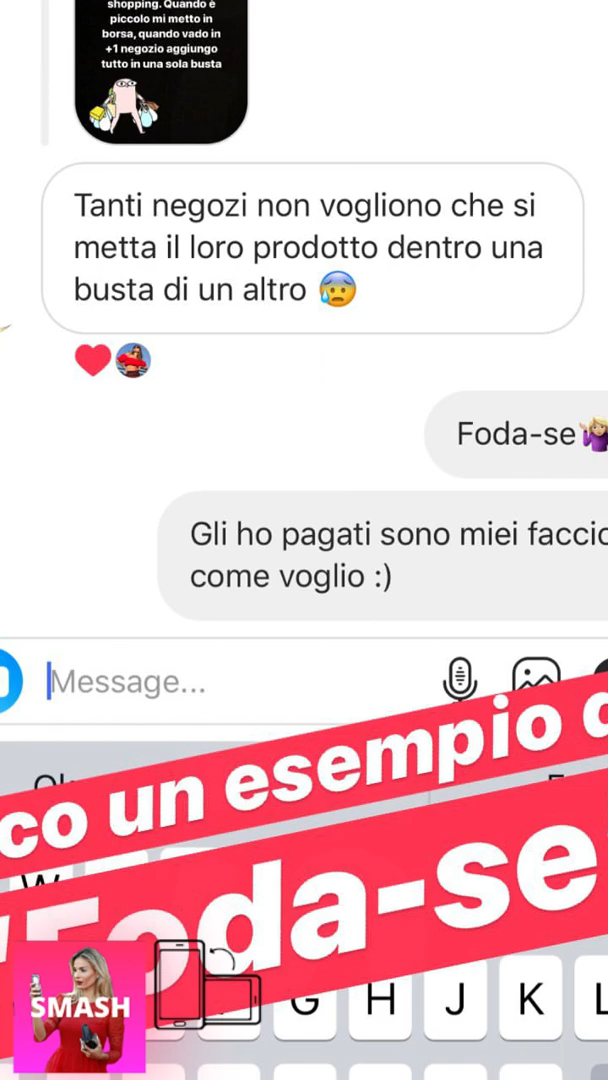 shopping. Quando è
piccolo mi metto in
borsa, quando vado in
+1 negozio aggiungo
tutto in una sola busta
Tanti negozi non vogliono che si
metta il loro prodotto dentro una
busta di un altro 😰
Foda-se🤷🏼‍♀️
Gli ho pagati sono miei faccio
come voglio :)
Message...
co un esempio
Foda-se
W
SMASH
G H J K L